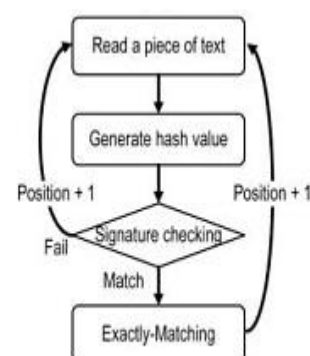 Read a piece of text
Generate hash value
Position + 1
Position + 1
Signature checking
Fail
Match
Exactly-Matching